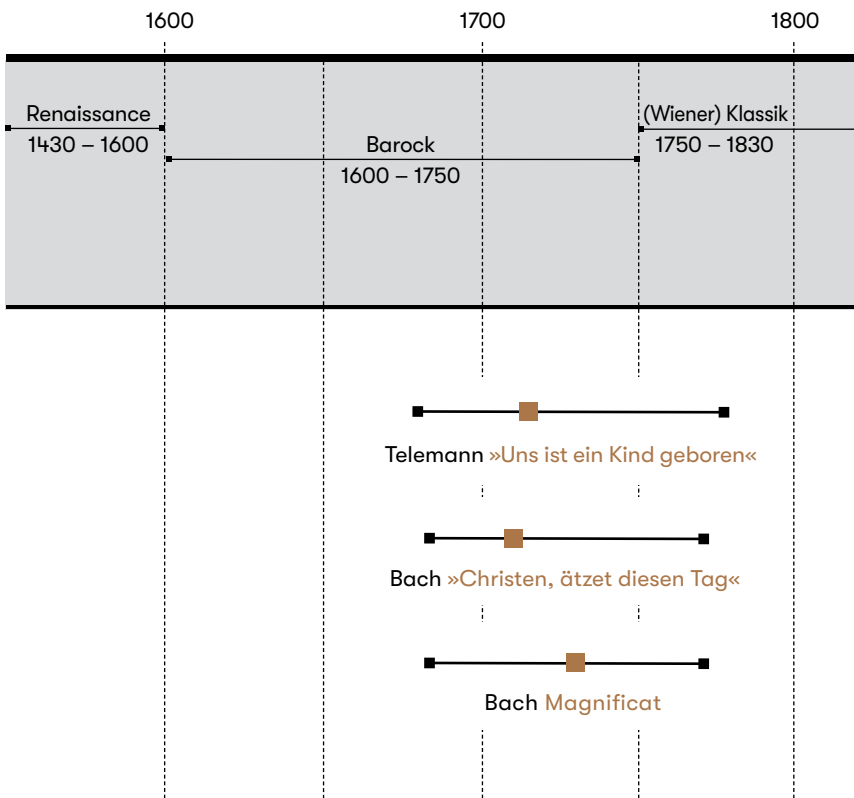 1600 1700 1800
Renaissance
1430 – 1600
Barock
1600 – 1750
(Wiener) Klassik
1750 – 1830
Telemann »Uns ist ein Kind geboren«
Bach »Christen, ätzet diesen Tag«
Bach Magnificat